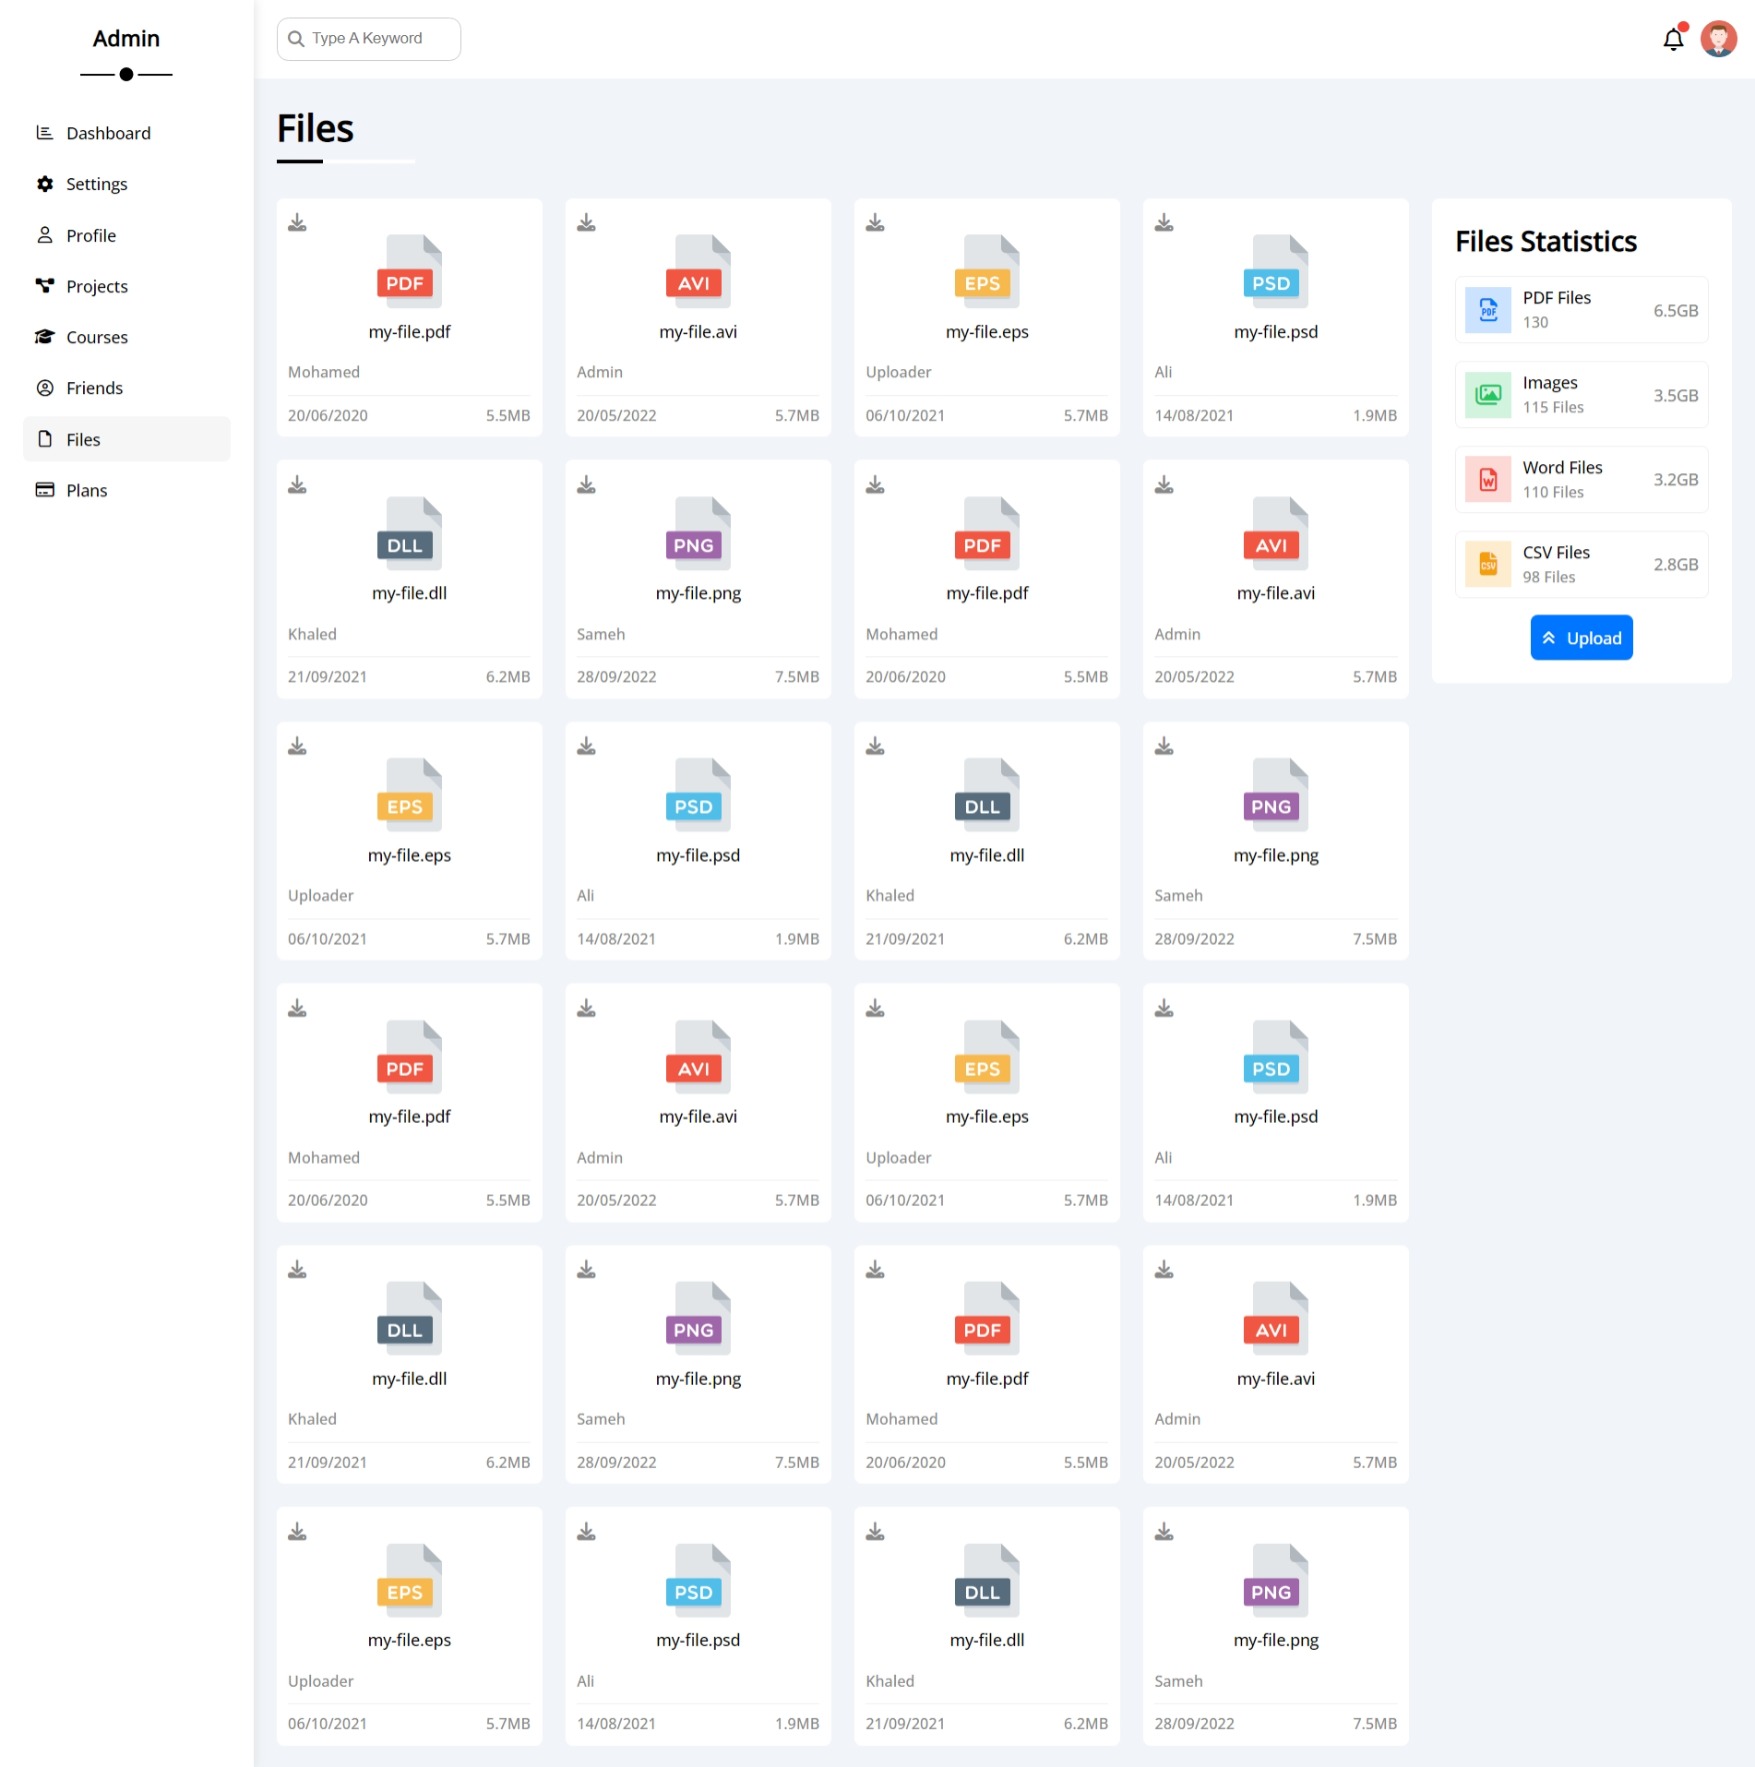 Admin
Type A Keyword
Dashboard
Settings
Profile
Projects
Courses
Friends
Files
Plans
Files
PDF
my-file.pdf
Mohamed
20/06/2020 5.5MB
AVI
my-file.avi
Admin
20/05/2022 5.7MB
EPS
my-file.eps
Uploader
06/10/2021 5.7MB
PSD
my-file.psd
Ali
14/08/2021 1.9MB
DLL
my-file.dll
Khaled
21/09/2021 6.2MB
PNG
my-file.png
Sameh
28/09/2022 7.5MB
PDF
my-file.pdf
Mohamed
20/06/2020 5.5MB
AVI
my-file.avi
Admin
20/05/2022 5.7MB
EPS
my-file.eps
Uploader
06/10/2021 5.7MB
PSD
my-file.psd
Ali
14/08/2021 1.9MB
DLL
my-file.dll
Khaled
21/09/2021 6.2MB
PNG
my-file.png
Sameh
28/09/2022 7.5MB
PDF
my-file.pdf
Mohamed
20/06/2020 5.5MB
AVI
my-file.avi
Admin
20/05/2022 5.7MB
EPS
my-file.eps
Uploader
06/10/2021 5.7MB
PSD
my-file.psd
Ali
14/08/2021 1.9MB
DLL
my-file.dll
Khaled
21/09/2021 6.2MB
PNG
my-file.png
Sameh
28/09/2022 7.5MB
PDF
my-file.pdf
Mohamed
20/06/2020 5.5MB
AVI
my-file.avi
Admin
20/05/2022 5.7MB
EPS
my-file.eps
Uploader
06/10/2021 5.7MB
PSD
my-file.psd
Ali
14/08/2021 1.9MB
DLL
my-file.dll
Khaled
21/09/2021 6.2MB
PNG
my-file.png
Sameh
28/09/2022 7.5MB
Files Statistics
PDF
PDF Files
130
6.5GB
Images
115 Files
3.5GB
W
Word Files
110 Files
3.2GB
CSV
CSV Files
98 Files
2.8GB
Upload